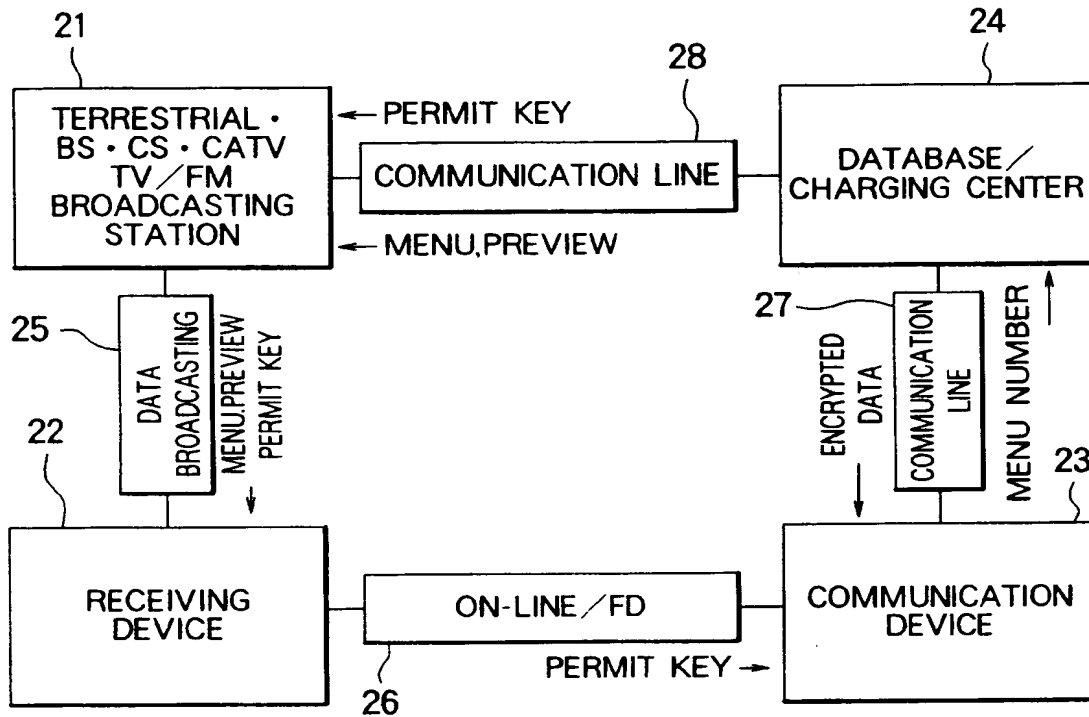 21
28
24
TERRESTRIAL・
BS・CS・CATV
TV／FM
BROADCASTING
STATION
←PERMIT KEY
COMMUNICATION LINE
DATABASE／
CHARGING CENTER
←MENU,PREVIEW
25
DATA
BROADCASTING
MENU,PREVIEW
PERMIT KEY
27
ENCRYPTED
DATA
COMMUNICATION
LINE
MENU NUMBER
22
23
RECEIVING
DEVICE
ON-LINE／FD
COMMUNICATION
DEVICE
26
PERMIT KEY→